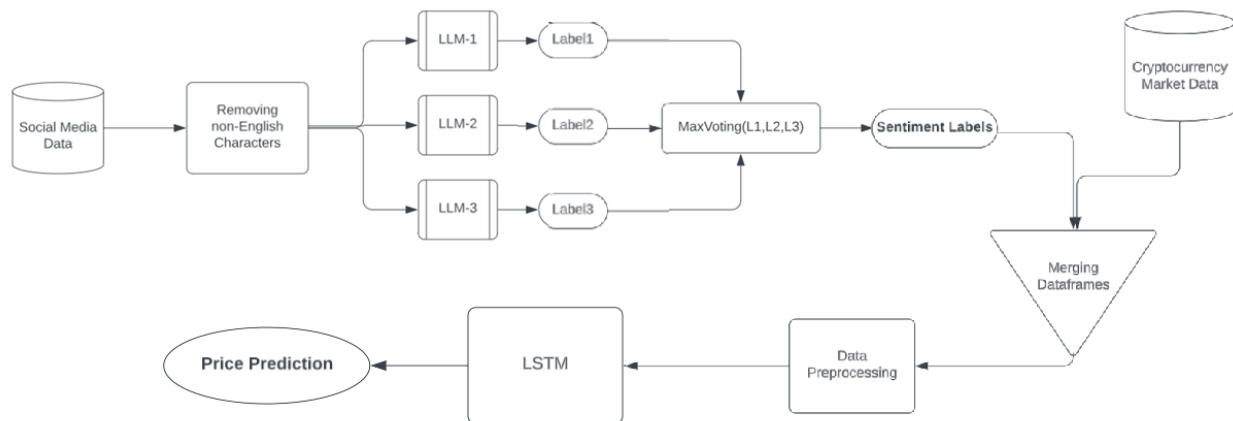 Social Media
Data
Removing
non-English
Characters
LLM-1
Label1
LLM-2
Label2
LLM-3
Label3
MaxVoting(L1,L2,L3)
Sentiment Labels
Cryptocurrency
Market Data
Merging
Dataframes
Data
Preprocessing
LSTM
Price Prediction